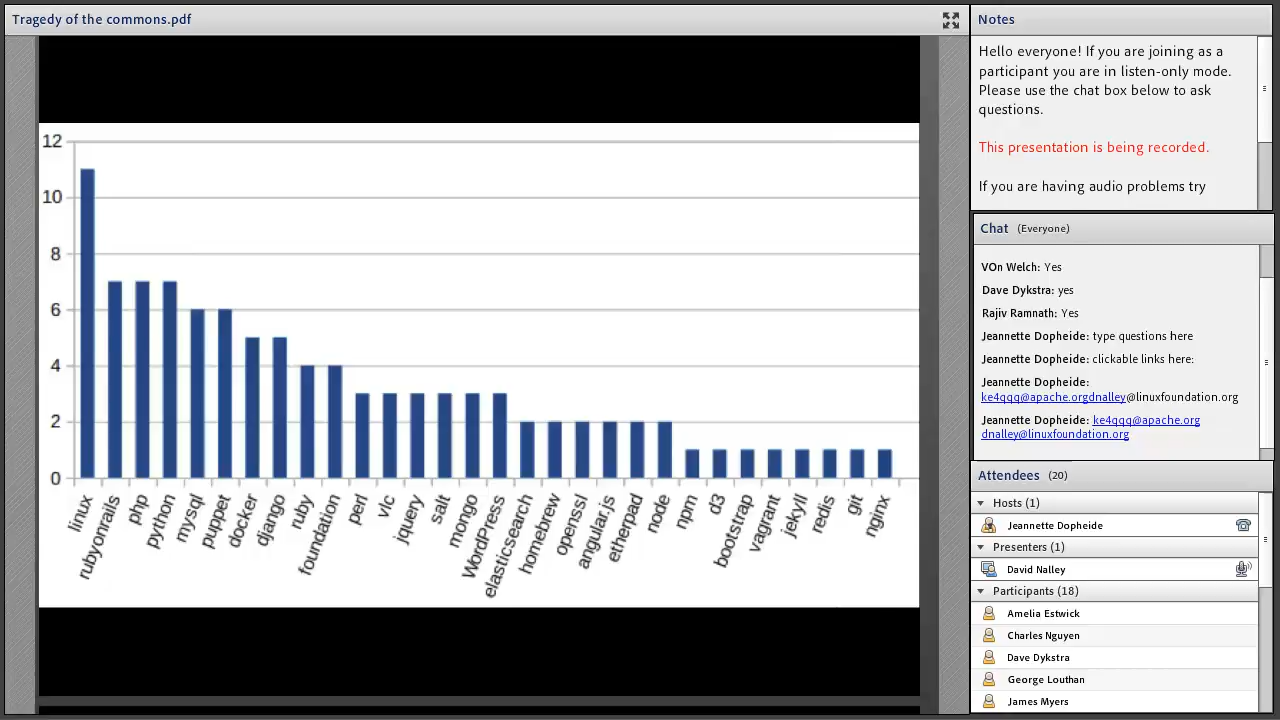 Tragedy of the commons.pdf
12
10
8
6
4
2
0
linux
rubyonrails
php
python
mysql
puppet
docker
django
ruby
foundation
perl
vlc
jquery
salt
mongo
WordPress
elasticsearch
homebrew
openssl
angular.js
etherpad
node
npm
d3
bootstrap
vagrant
jekyll
redis
git
nginx
Notes
Hello everyone! If you are joining as a
participant you are in listen-only mode.
Please use the chat box below to ask
questions.
This presentation is being recorded.
If you are having audio problems try
Chat (Everyone)
VOn Welch: Yes
Dave Dykstra: yes
Rajiv Ramnath: Yes
Jeannette Dopheide: type questions here
Jeannette Dopheide: clickable links here:
Jeannette Dopheide:
ke4qqq@apache.orgdnalley@linuxfoundation.org
Jeannette Dopheide: ke4qqq@apache.org
dnalley@linuxfoundation.org
Attendees (20)
Hosts (1)
Jeannette Dopheide
Presenters (1)
David Nalley
Participants (18)
Amelia Estwick
Charles Nguyen
Dave Dykstra
George Louthan
James Myers